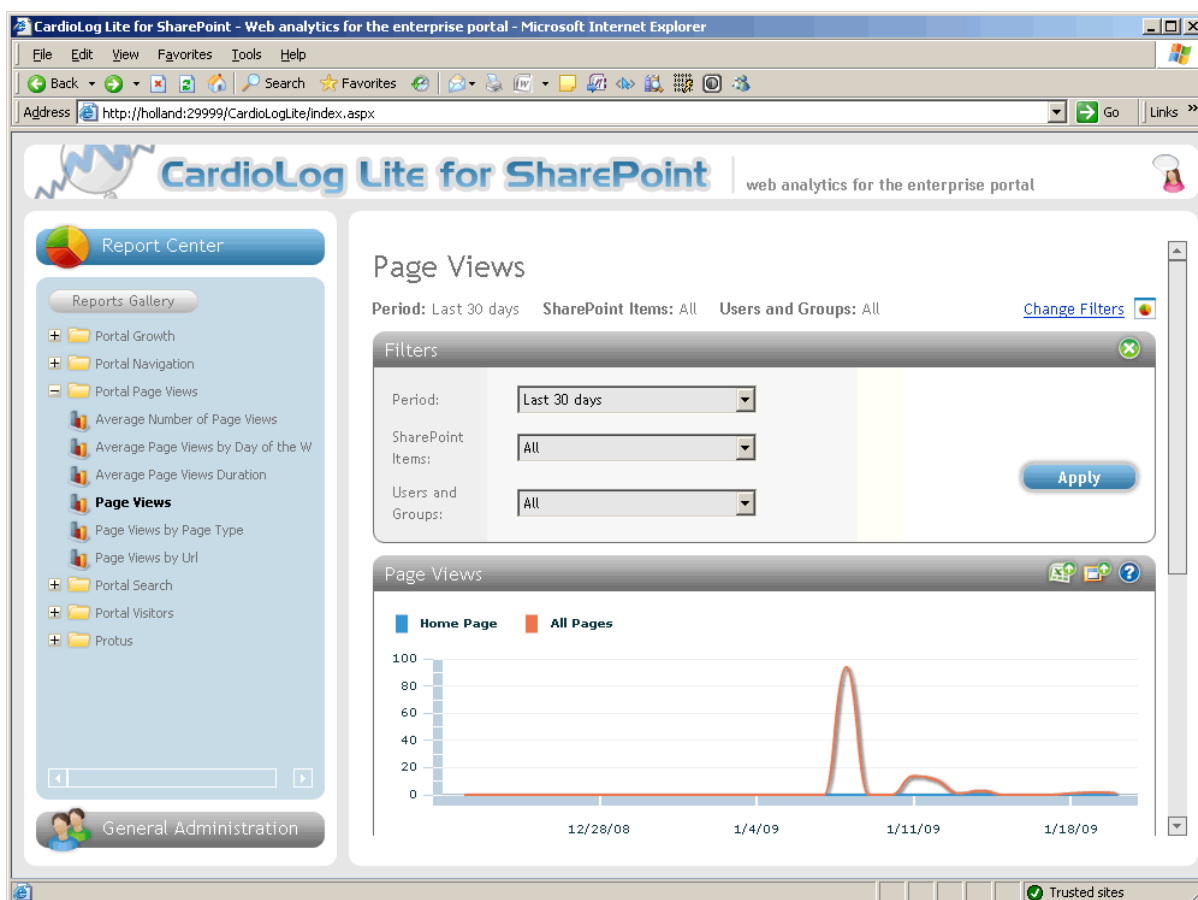 CardioLog Lite for SharePoint - Web analytics for the enterprise portal - Microsoft Internet Explorer
File Edit View Favorites Tools Help
Back Search Favorites
Address http://holland:29999/CardioLogLite/index.aspx Go Links »
CardioLog Lite for SharePoint web analytics for the enterprise portal
Report Center
Reports Gallery
Portal Growth
Portal Navigation
Portal Page Views
Average Number of Page Views
Average Page Views by Day of the W
Average Page Views Duration
Page Views
Page Views by Page Type
Page Views by Url
Portal Search
Portal Visitors
Protus
General Administration
Page Views
Period: Last 30 days SharePoint Items: All Users and Groups: All Change Filters
Filters
Period: Last 30 days
SharePoint
Items: All
Apply
Users and
Groups: All
Page Views
Home Page All Pages
100
80
60
40
20
0
12/28/08 1/4/09 1/11/09 1/18/09
Trusted sites